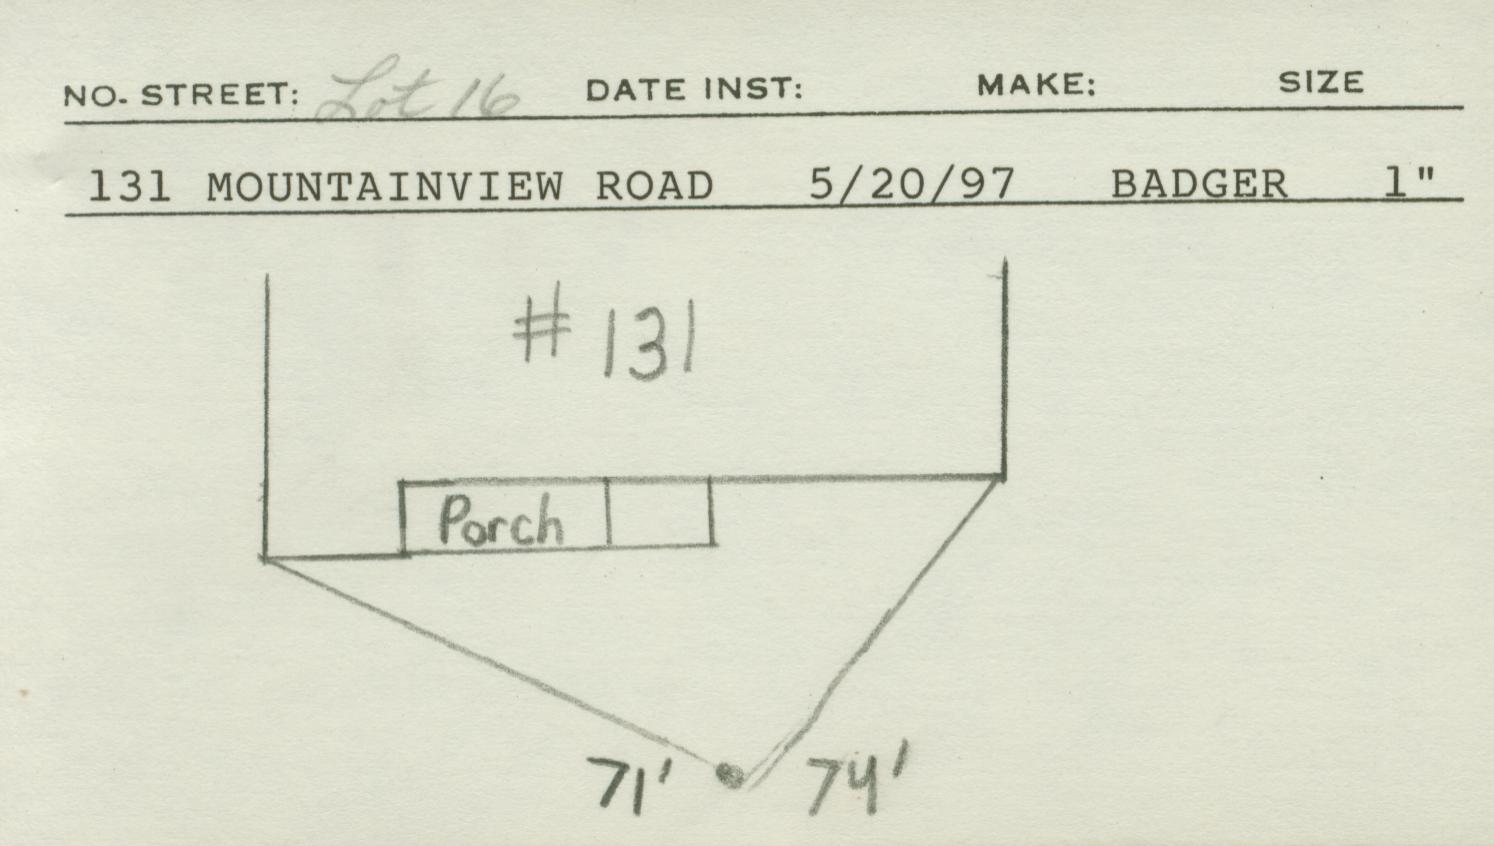 NO. STREET: Lot 16 DATE INST: MAKE: SIZE
131 MOUNTAINVIEW ROAD 5/20/97 BADGER 1"
# 131
Porch
71' 74'